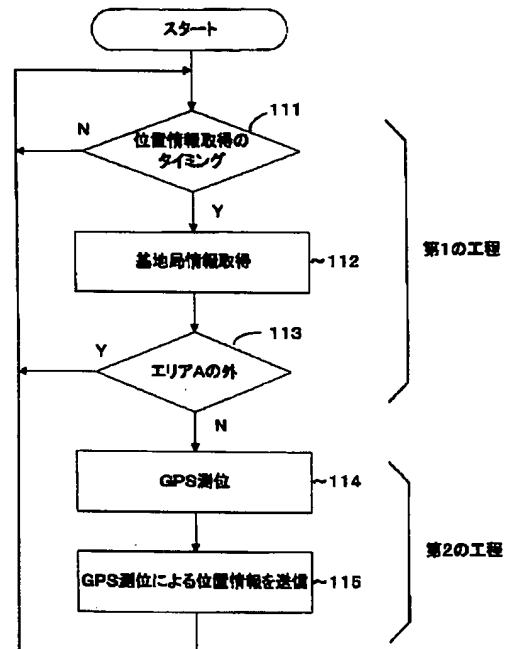 スタート
111
N
位置情報取得の
タイミング
Y
基地局情報取得
~112
第1の工程
113
Y
エリアAの外
N
GPS測位
~114
第2の工程
GPS測位による位置情報を送信
~115